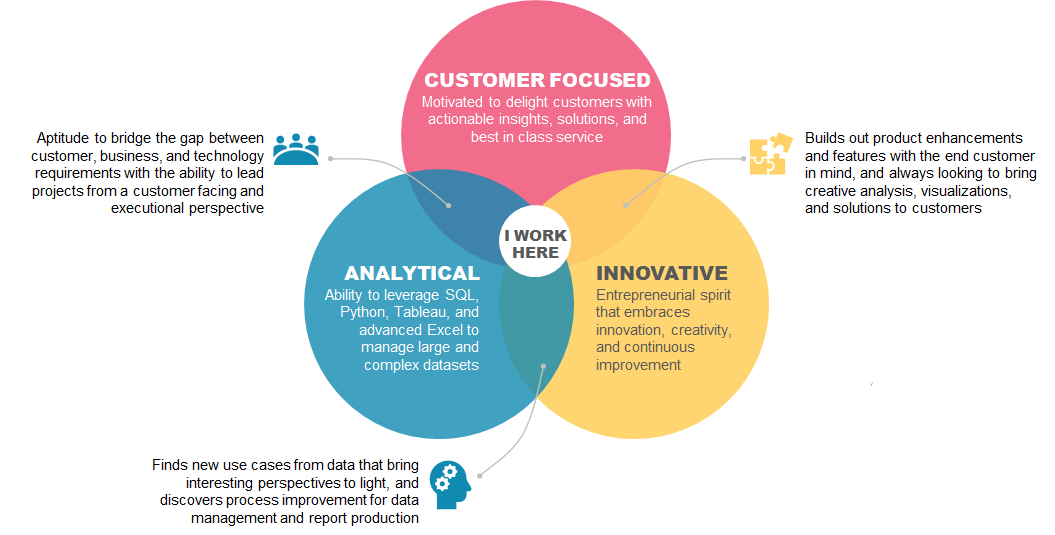 CUSTOMER FOCUSED
Motivated to delight customers with
actionable insights, solutions, and
best in class service
Aptitude to bridge the gap between
customer, business, and technology
requirements with the ability to lead
projects from a customer facing and
executional perspective
Builds out product enhancements
and features with the end customer
in mind, and always looking to bring
creative analysis, visualizations,
and solutions to customers
I WORK
HERE
ANALYTICAL
Ability to leverage SQL,
Python, Tableau, and
advanced Excel to
manage large and
complex datasets
INNOVATIVE
Entrepreneurial spirit
that embraces
innovation, creativity,
and continuous
improvement
Finds new use cases from data that bring
interesting perspectives to light, and
discovers process improvement for data
management and report production